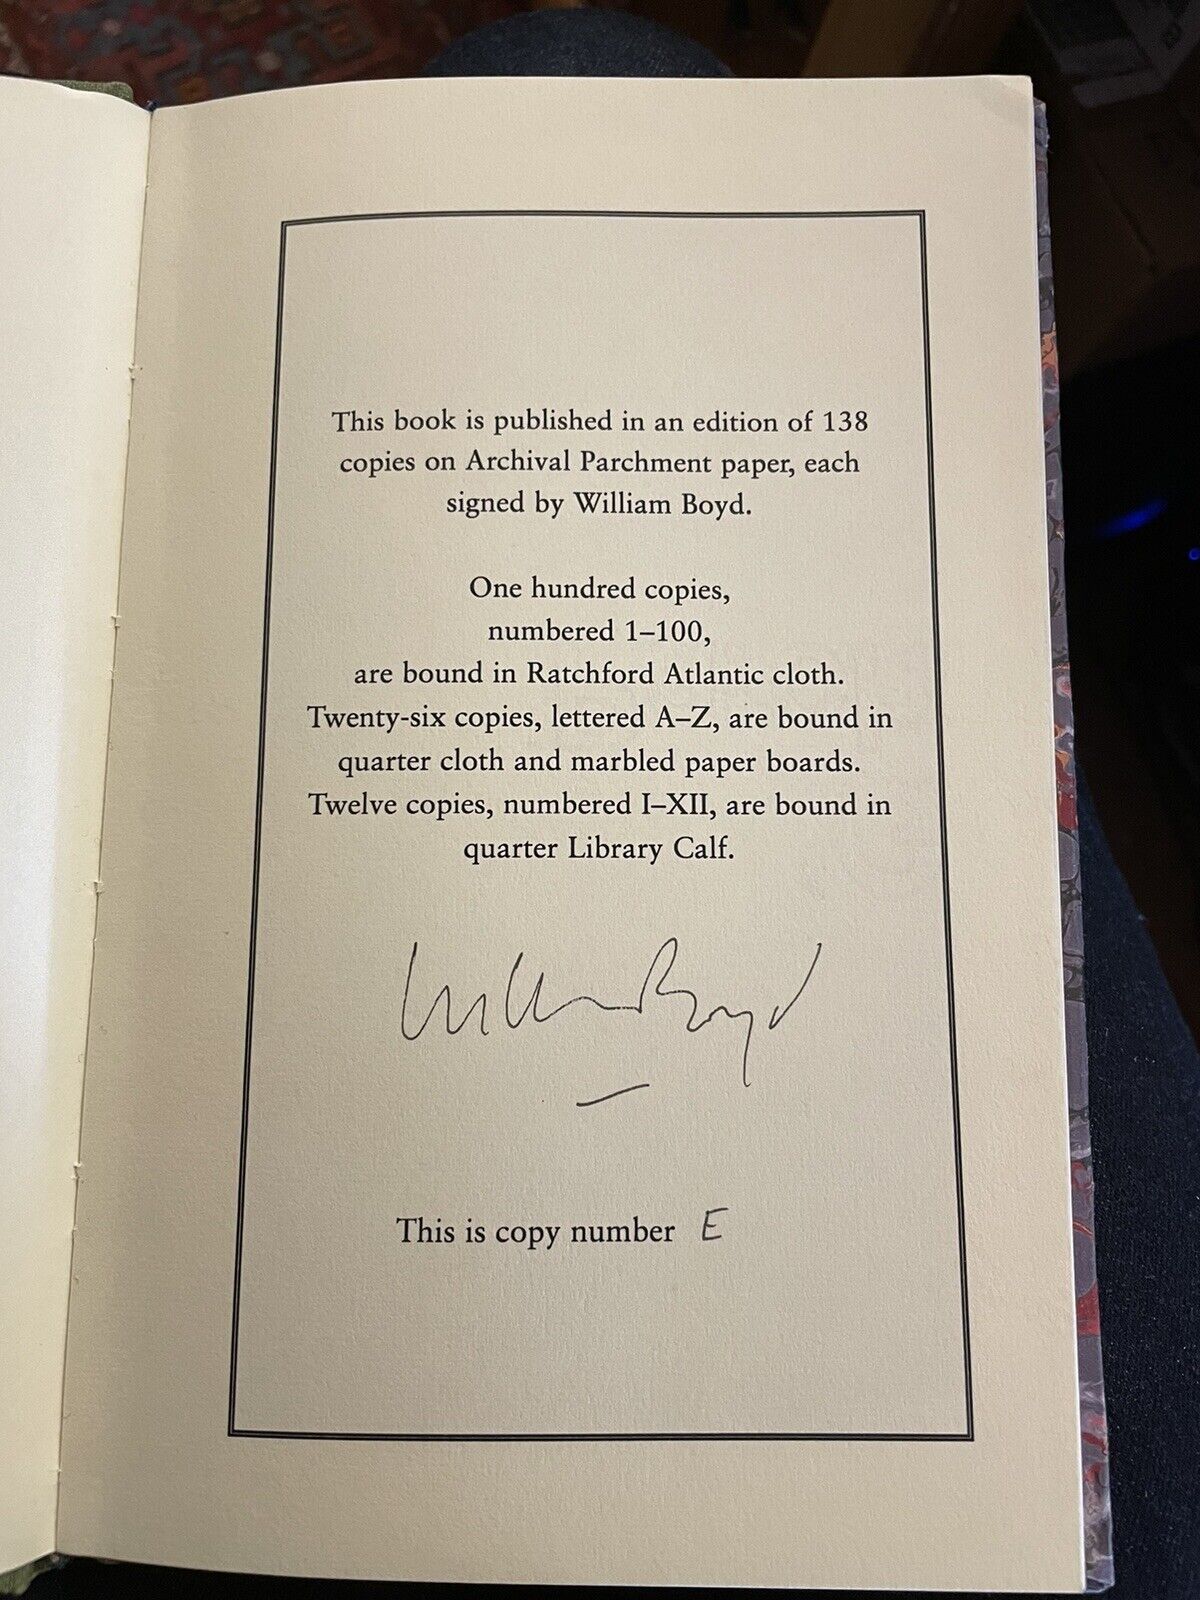 This book is published in an edition of 138
copies on Archival Parchment paper, each
signed by William Boyd.
One hundred copies,
numbered 1–100,
are bound in Ratchford Atlantic cloth.
Twenty-six copies, lettered A–Z, are bound in
quarter cloth and marbled paper boards.
Twelve copies, numbered I–XII, are bound in
quarter Library Calf.
William Boyd
This is copy number E